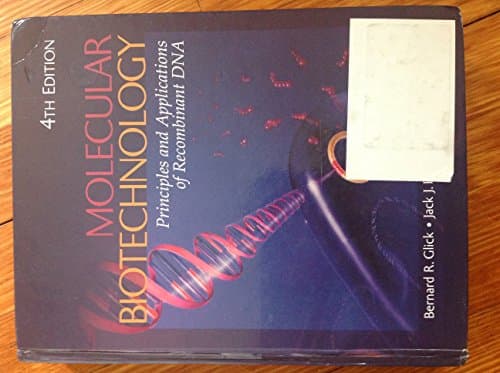 4TH EDITION
MOLECULAR
BIOTECHNOLOGY
Principles and Applications
of Recombinant DNA
Bernard R. Glick • Jack J.